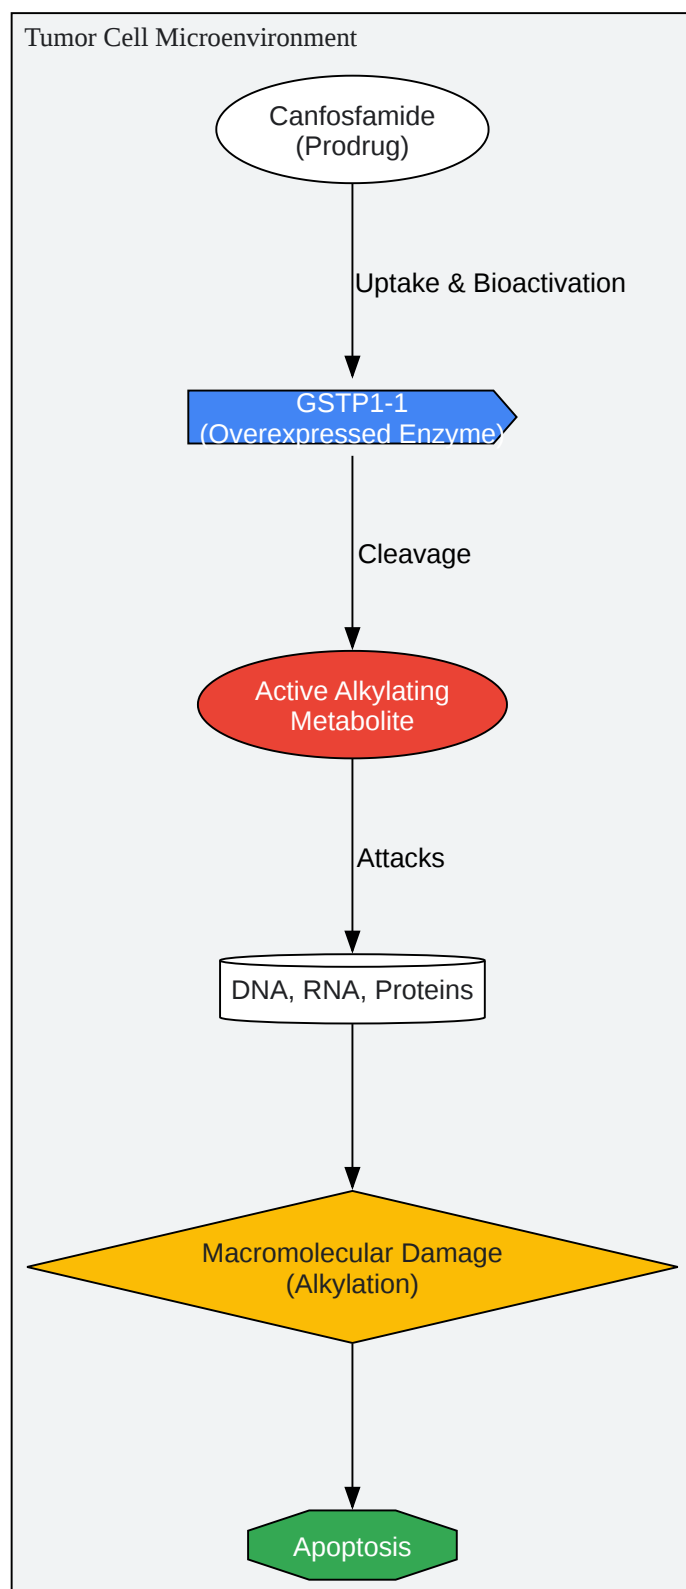 Tumor Cell Microenvironment
Canfosfamide
(Prodrug)
Uptake & Bioactivation
GSTP1-1
(Overexpressed Enzyme)
Cleavage
Active Alkylating
Metabolite
Attacks
DNA, RNA, Proteins
Macromolecular Damage
(Alkylation)
Apoptosis